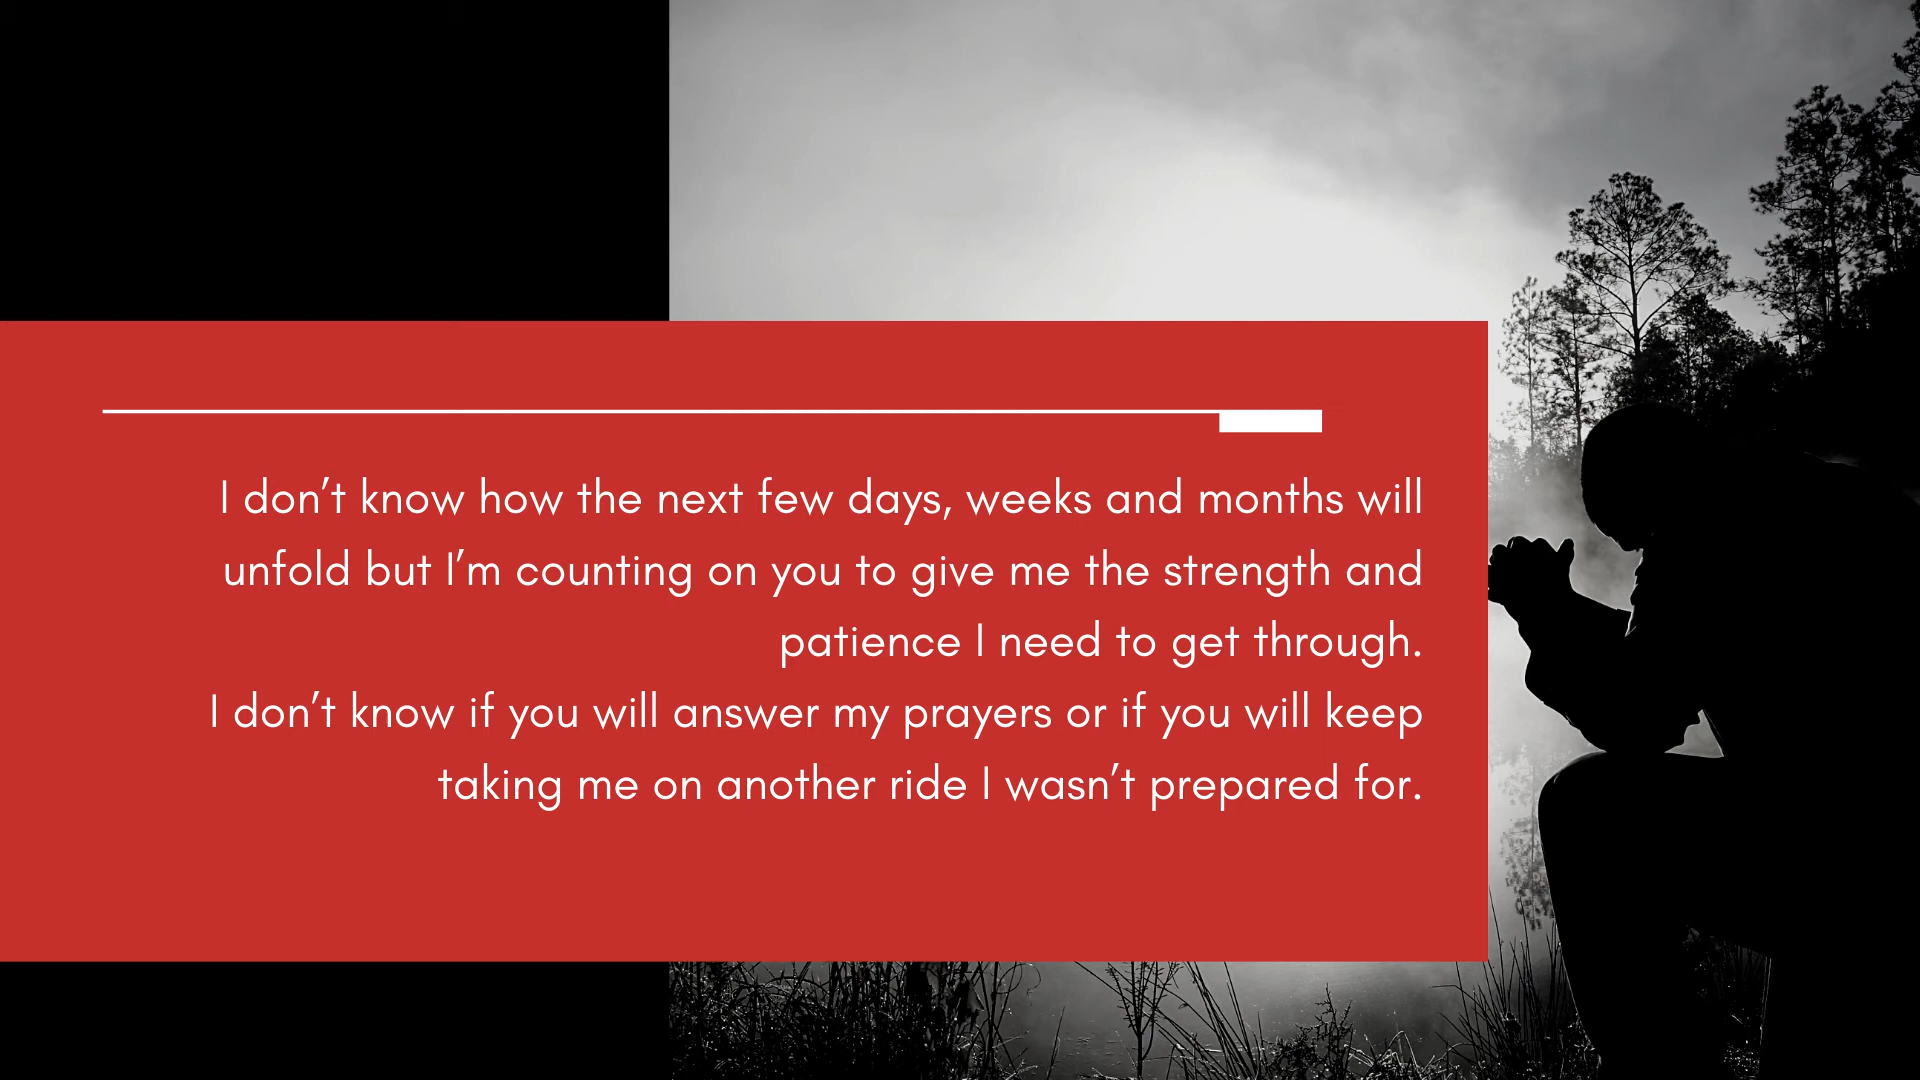 I don’t know how the next few days, weeks and months will
unfold but I’m counting on you to give me the strength and
patience I need to get through.
I don’t know if you will answer my prayers or if you will keep
taking me on another ride I wasn’t prepared for.